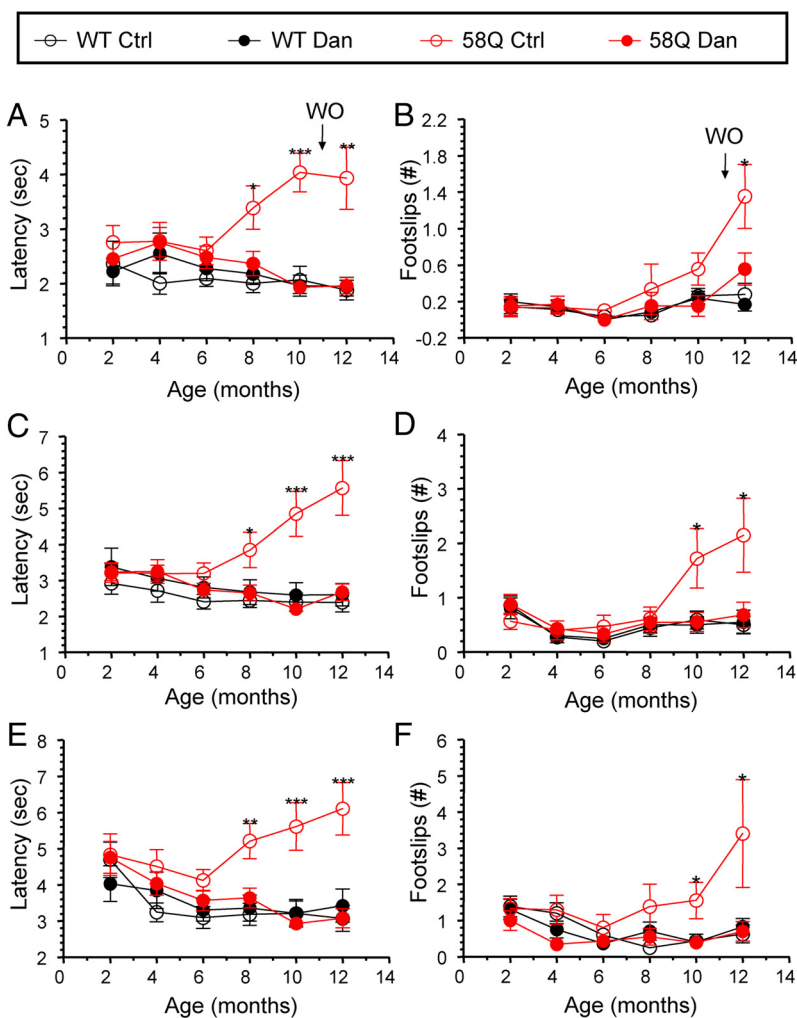 WT Ctrl WT Dan 58Q Ctrl 58Q Dan
A
WO
5
4
3
2
1
Latency (sec)
* *** **
0 2 4 6 8 10 12 14
Age (months)
B
WO
2.2
1.8
1.4
1.0
0.6
0.2
-0.2
Footslips (#)
*
0 2 4 6 8 10 12 14
Age (months)
C
7
6
5
4
3
2
1
Latency (sec)
* *** ***
0 2 4 6 8 10 12 14
Age (months)
D
4
3
2
1
0
Footslips (#)
* *
0 2 4 6 8 10 12 14
Age (months)
E
8
7
6
5
4
3
2
Latency (sec)
** *** ***
0 2 4 6 8 10 12 14
Age (months)
F
6
5
4
3
2
1
0
Footslips (#)
* *
0 2 4 6 8 10 12 14
Age (months)